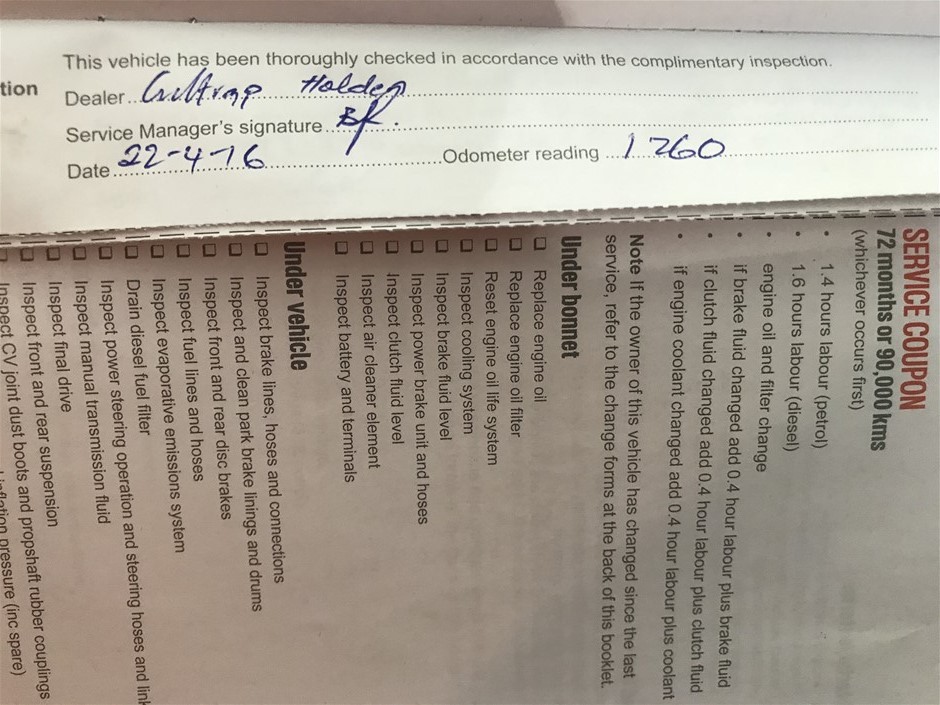 This vehicle has been thoroughly checked in accordance with the complimentary inspection.
tion
Dealer Holden
Service Manager's signature
Date 22-4-16 Odometer reading 1260
SERVICE COUPON
72 months or 90,000 kms
(whichever occurs first)
• 1.4 hours labour (petrol)
• 1.6 hours labour (diesel)
• engine oil and filter change
• if brake fluid changed add 0.4 hour labour plus brake fluid
• if clutch fluid changed add 0.4 hour labour plus clutch fluid
• if engine coolant changed add 0.4 hour labour plus coolant
Note If the owner of this vehicle has changed since the last
service, refer to the change forms at the back of this booklet.
Under bonnet
❑ Replace engine oil
❑ Replace engine oil filter
❑ Reset engine oil life system
❑ Inspect cooling system
❑ Inspect brake fluid level
❑ Inspect power brake unit and hoses
❑ Inspect clutch fluid level
❑ Inspect air cleaner element
❑ Inspect battery and terminals
Under vehicle
❑ Inspect brake lines, hoses and connections
❑ Inspect and clean park brake linings and drums
❑ Inspect front and rear disc brakes
❑ Inspect fuel lines and hoses
❑ Inspect evaporative emissions system
❑ Drain diesel fuel filter
❑ Inspect power steering operation and steering hoses and link
❑ Inspect manual transmission fluid
❑ Inspect final drive
❑ Inspect front and rear suspension
❑ Inspect CV joint dust boots and propshaft rubber couplings
inflation pressure (inc spare)